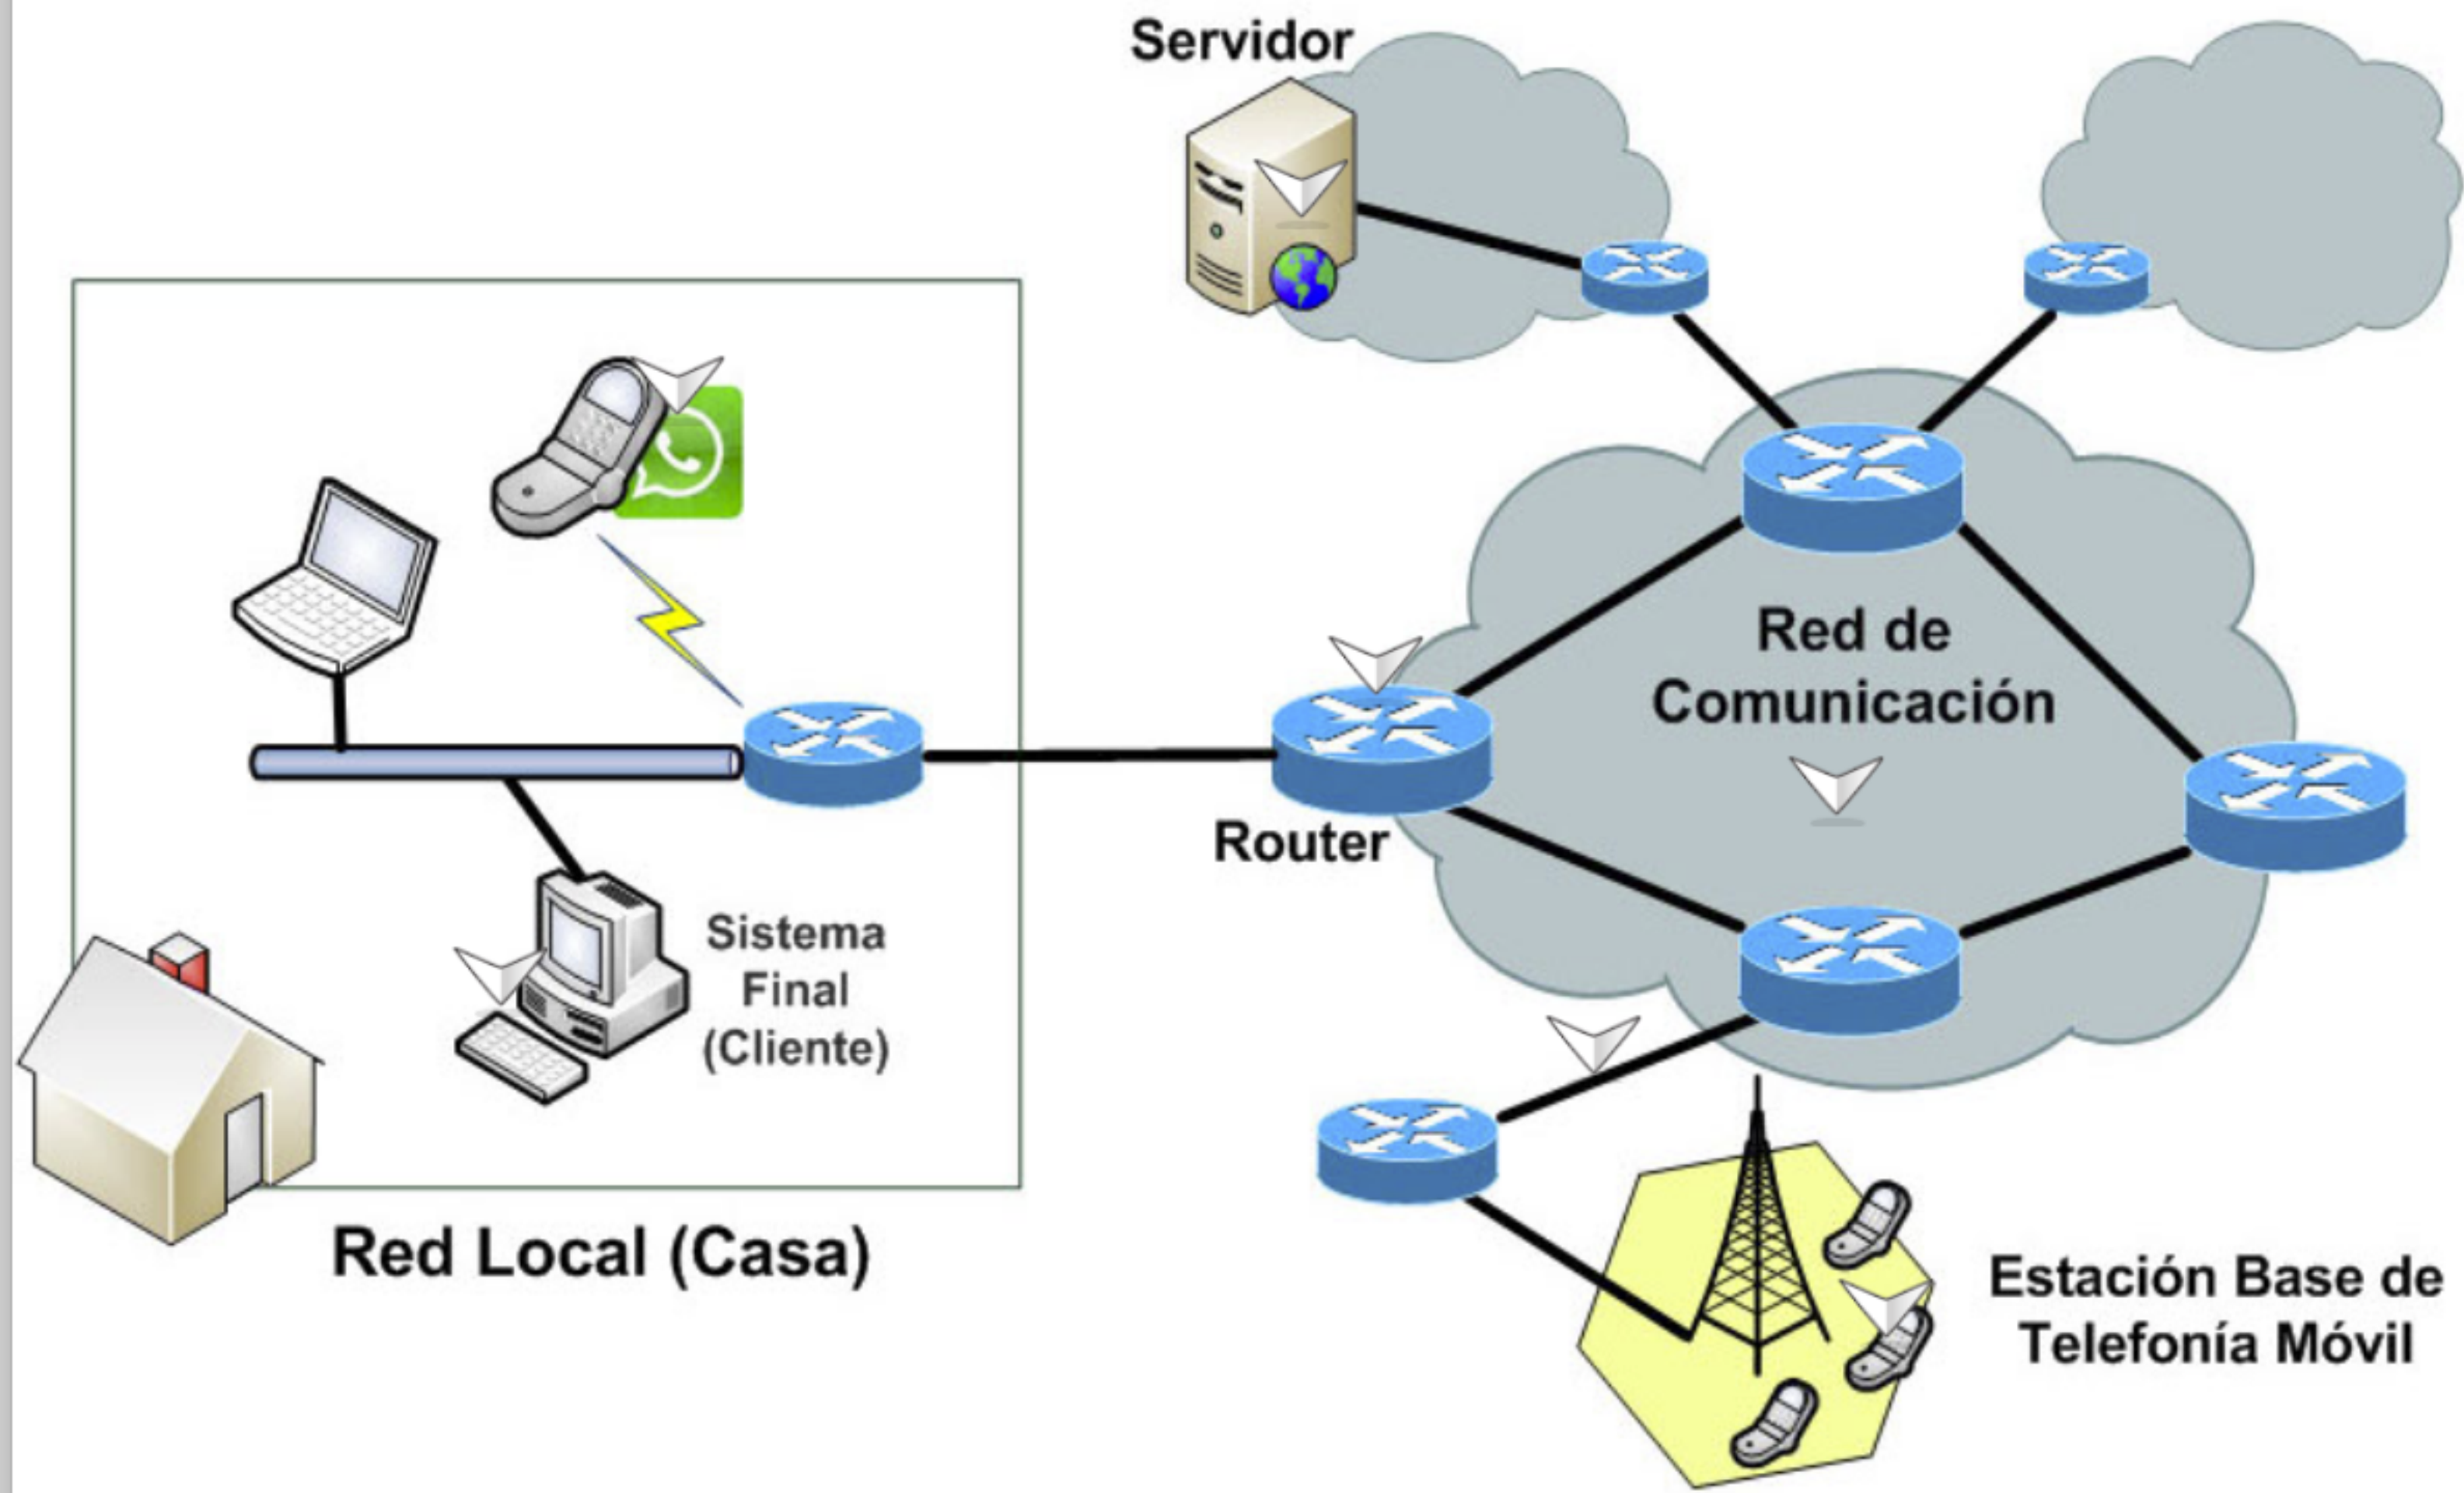 Servidor
Red de
Comunicación
Router
Sistema
Final
(Cliente)
Red Local (Casa)
Estación Base de
Telefonía Móvil